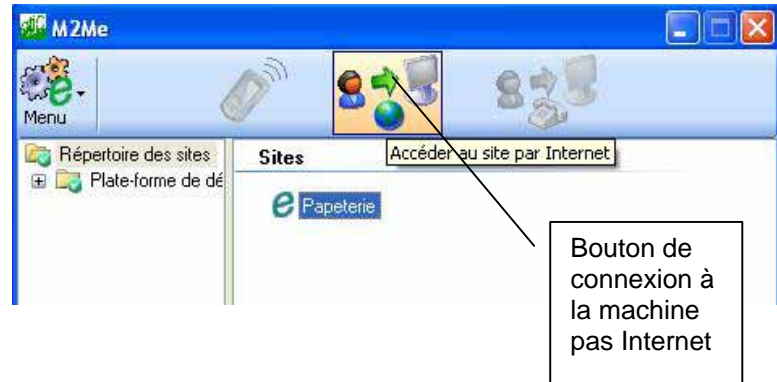 M2Me
Menu
Répertoire des sites
Sites
Accéder au site par Internet
Plate-forme de dé
Papeterie
Bouton de
connexion à
la machine
pas Internet